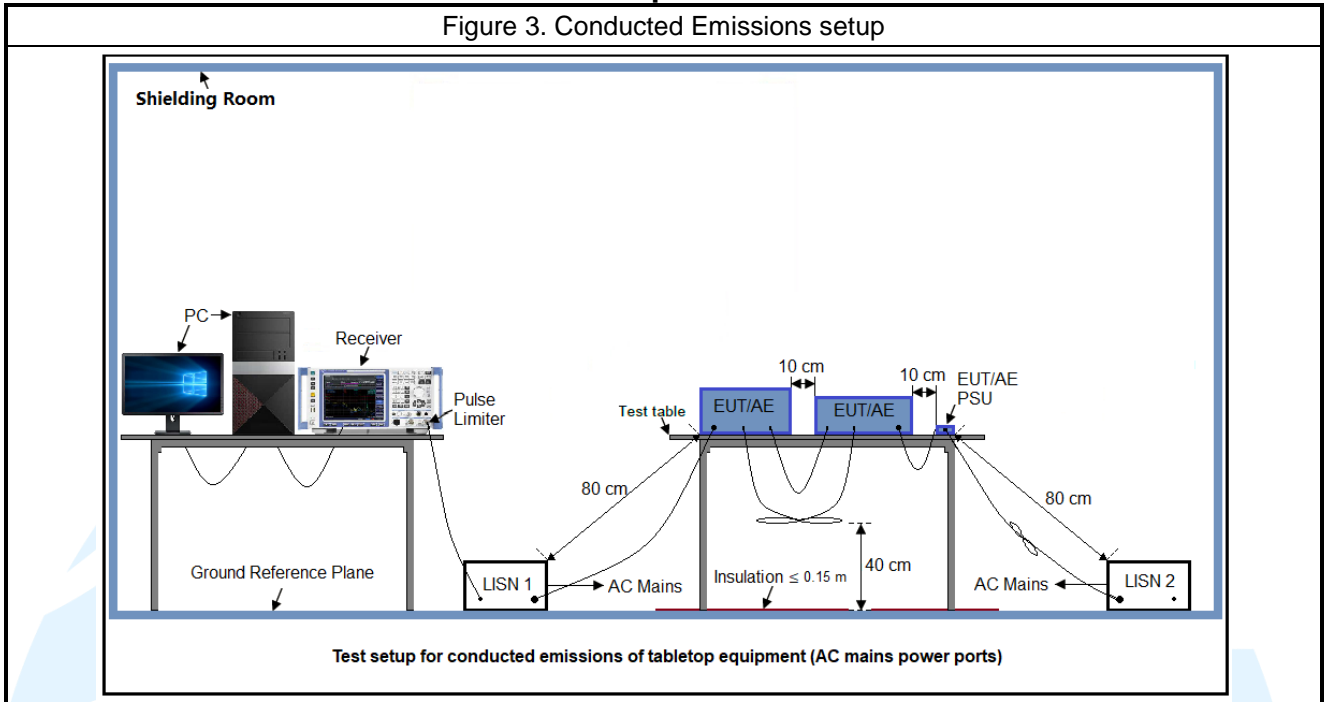 Figure 3. Conducted Emissions setup
Shielding Room
PC
Receiver
Pulse
Limiter
Test table
EUT/AE
10 cm
EUT/AE
10 cm
EUT/AE
PSU
80 cm
80 cm
Ground Reference Plane
LISN 1
AC Mains
Insulation ≤ 0.15 m
40 cm
AC Mains
LISN 2
Test setup for conducted emissions of tabletop equipment (AC mains power ports)